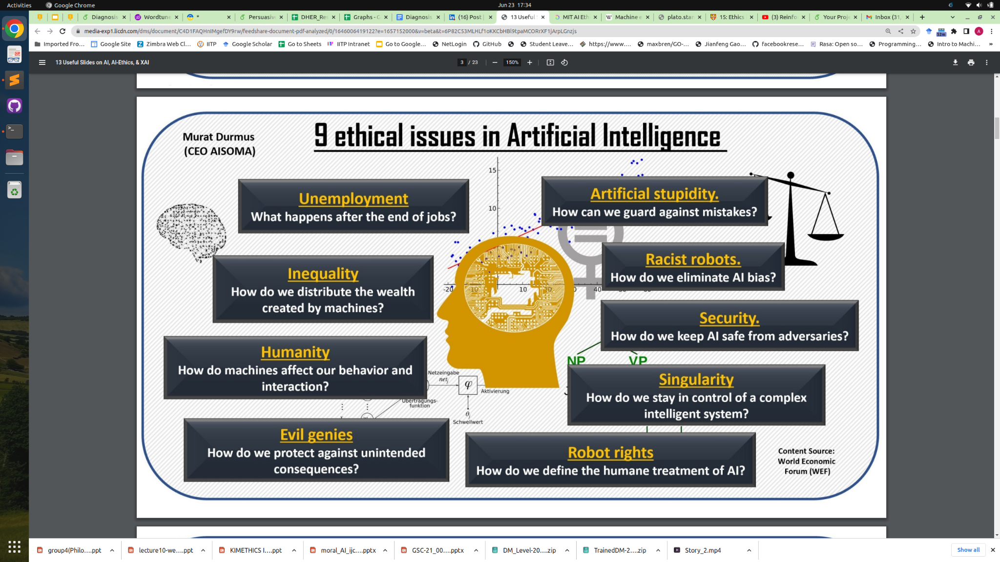 Activities
Google Chrome
Jun 23 17:34
Diagnosis
Wordtune
*
Persuasiv
DHER_Re
Graphs - G
Diagnosis
(16) Post
13 Useful
MIT AI Eth
Machine e
plato.stan
15: Ethics
(3) Reinfo
Your Proje
Inbox (31,
media-exp1.licdn.com/dms/document/C4D1FAQHnIMgefDY9rw/feedshare-document-pdf-analyzed/0/1646006419122?e=1657152000&v=beta&t=6P82C53MLHLf1oKKCbHBl9tpaMCORrXF1jArpLGnzjs
52m
A
Imported Fro...
Google Site
Zimbra Web Cl...
IITP
Google Scholar
Go to Sheets
IITP Intranet
Go to Google...
NetLogin
GitHub
Student Leave...
https://www....
maxbren/GO-...
Jianfeng Gao...
facebookrese...
Rasa: Open so...
Programming...
Intro to Machi...
»
13 Useful Slides on AI, AI-Ethics, & XAI
3 / 23
150%
Murat Durmus
(CEO AISOMA)
9 ethical issues in Artificial Intelligence
15
10
Unemployment
What happens after the end of jobs?
Artificial stupidity.
How can we guard against mistakes?
Inequality
How do we distribute the wealth
created by machines?
Racist robots.
How do we eliminate AI bias?
-20
-10
10
20
40
Security.
How do we keep AI safe from adversaries?
Humanity
How do machines affect our behavior and
interaction?
NP
VP
Netzeingabe
netj
φ
Aktivierung
Übertragungs-
funktion
θj
Schwellwert
Singularity
How do we stay in control of a complex
intelligent system?
Evil genies
How do we protect against unintended
consequences?
Robot rights
How do we define the humane treatment of AI?
Content Source:
World Economic
Forum (WEF)
group4(Philo....ppt
lecture10-we....ppt
KIMETHICS I....ppt
moral_AI_ijc....pptx
GSC-21_00....pptx
DM_Level-20....zip
TrainedDM-2....zip
Story_2.mp4
Show all